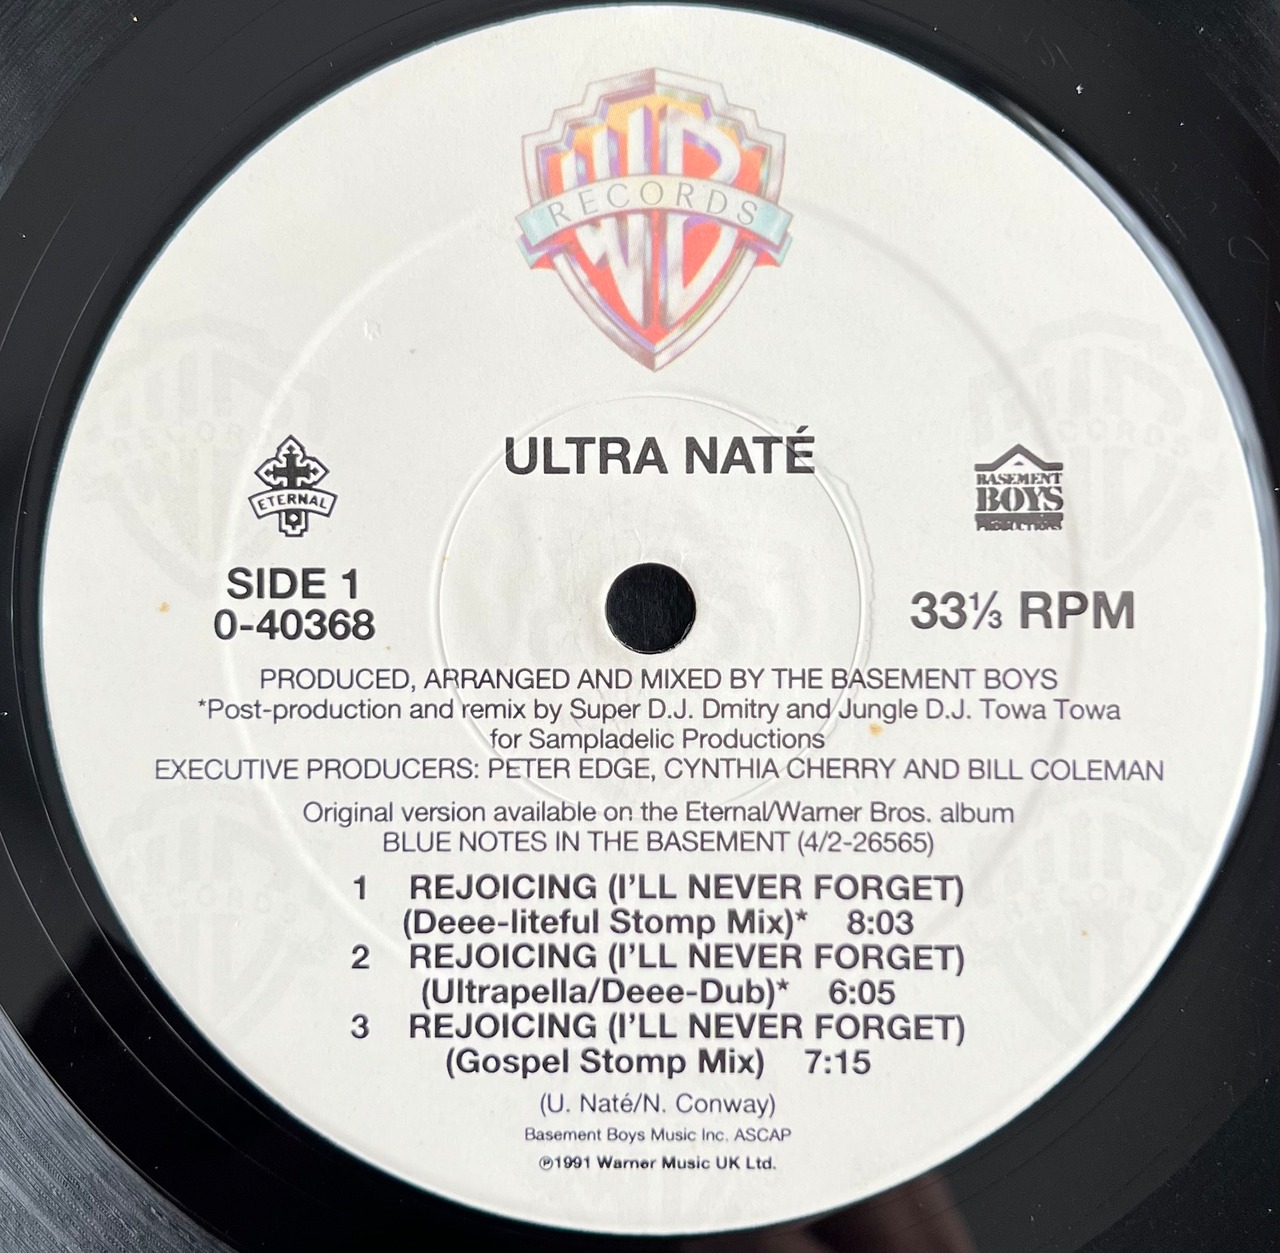 WB
RECORDS
ULTRA NATÉ
ETERNAL
BASEMENT
BOYS
PRODUCTIONS
SIDE 1
0-40368
33⅓ RPM
PRODUCED, ARRANGED AND MIXED BY THE BASEMENT BOYS
*Post-production and remix by Super D.J. Dmitry and Jungle D.J. Towa Towa
for Sampladelic Productions
EXECUTIVE PRODUCERS: PETER EDGE, CYNTHIA CHERRY AND BILL COLEMAN
Original version available on the Eternal/Warner Bros. album
BLUE NOTES IN THE BASEMENT (4/2-26565)
1 REJOICING (I'LL NEVER FORGET)
(Deee-liteful Stomp Mix)* 8:03
2 REJOICING (I'LL NEVER FORGET)
(Ultrapella/Deee-Dub)* 6:05
3 REJOICING (I'LL NEVER FORGET)
(Gospel Stomp Mix) 7:15
(U. Naté/N. Conway)
Basement Boys Music Inc. ASCAP
℗1991 Warner Music UK Ltd.